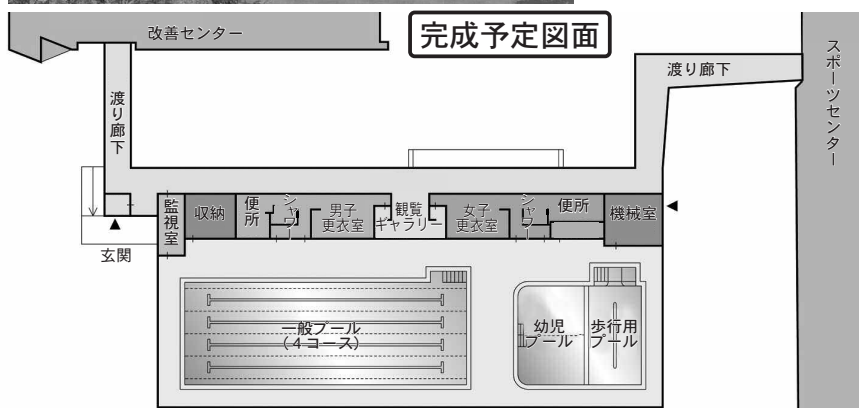 改善センター
完成予定図面
スポーツセンター
渡り廊下
渡り廊下
監視室
収納
便所
シャワー
男子
更衣室
観覧
ギャラリー
女子
更衣室
シャワー
便所
機械室
玄関
一般プール
(4コース)
幼児
プール
歩行用
プール